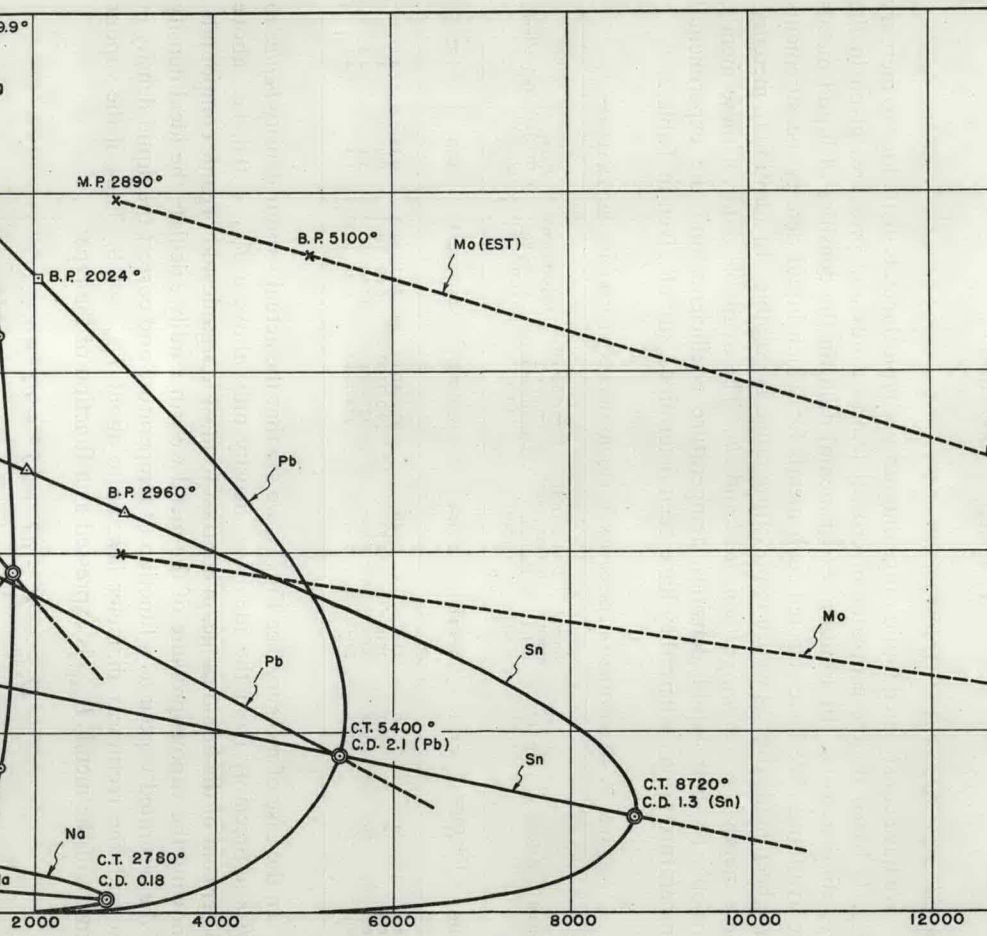 9.9°
M.P. 2890°
B.P. 5100°
Mo (EST)
B.P. 2024°
Pb
B.P. 2960°
Mo
Pb
Sn
C.T. 5400°
C.D. 2.1 (Pb)
Sn
C.T. 8720°
C.D. 1.3 (Sn)
Na
C.T. 2780°
C.D. 0.18
2000
4000
6000
8000
10000
12000